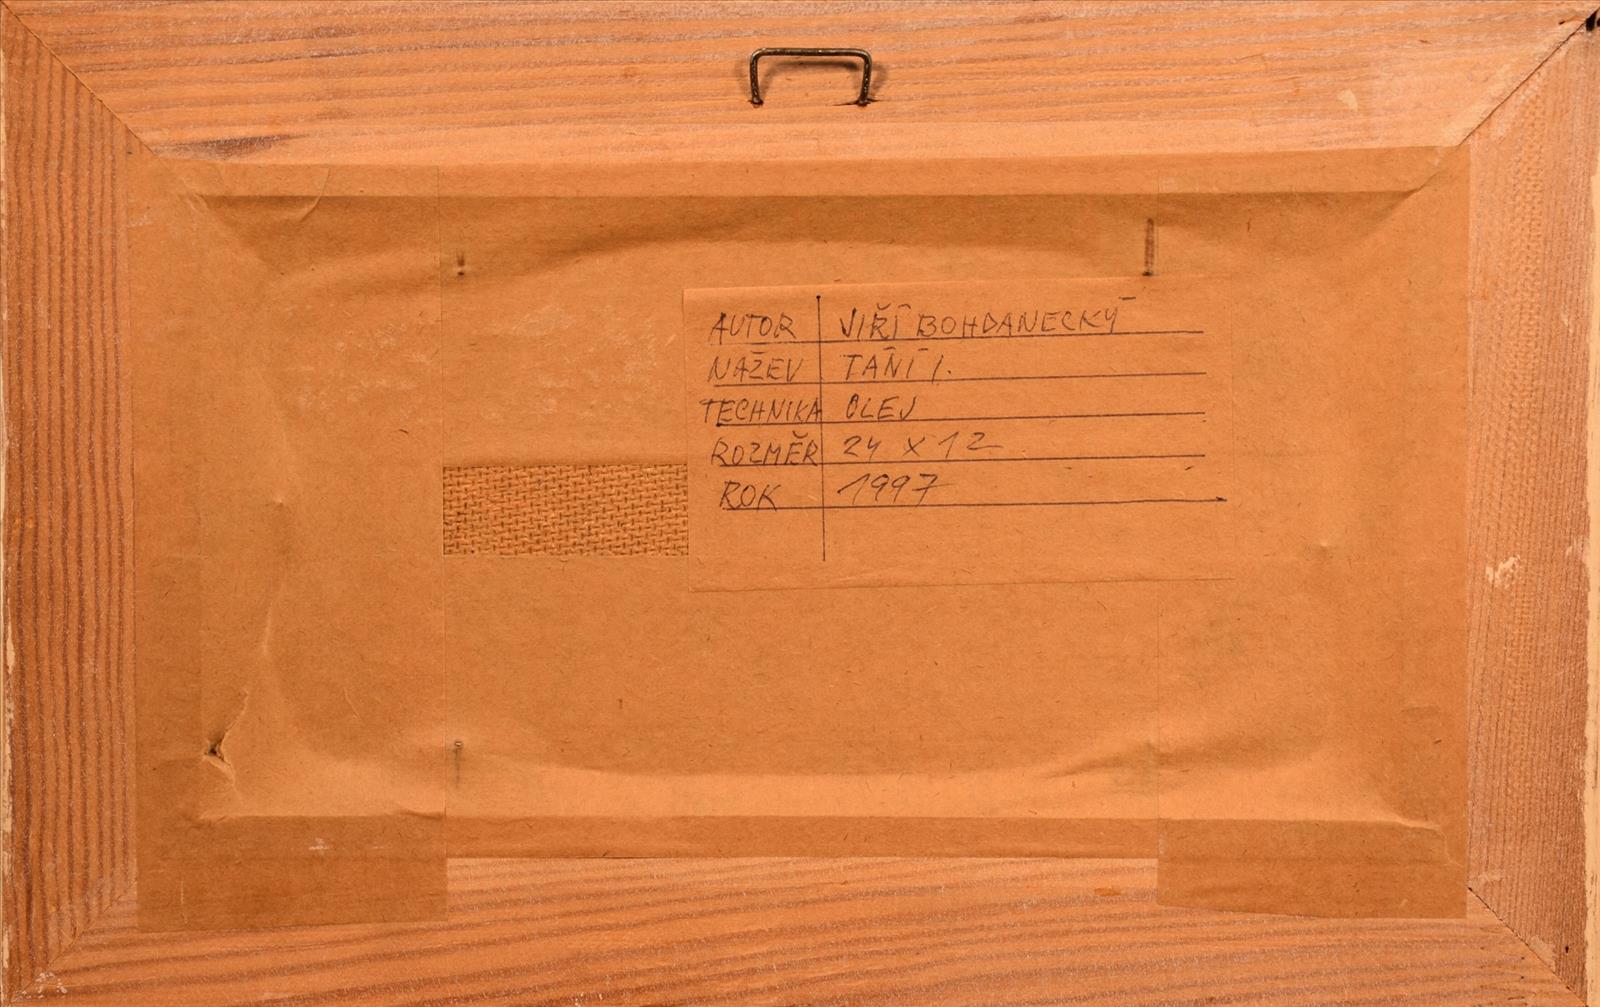 AUTOR JIŘÍ BOHDANECKÝ
NÁZEV TÁNÍ I.
TECHNIKA OLEJ
ROZMĚR 24 X 12
ROK 1997